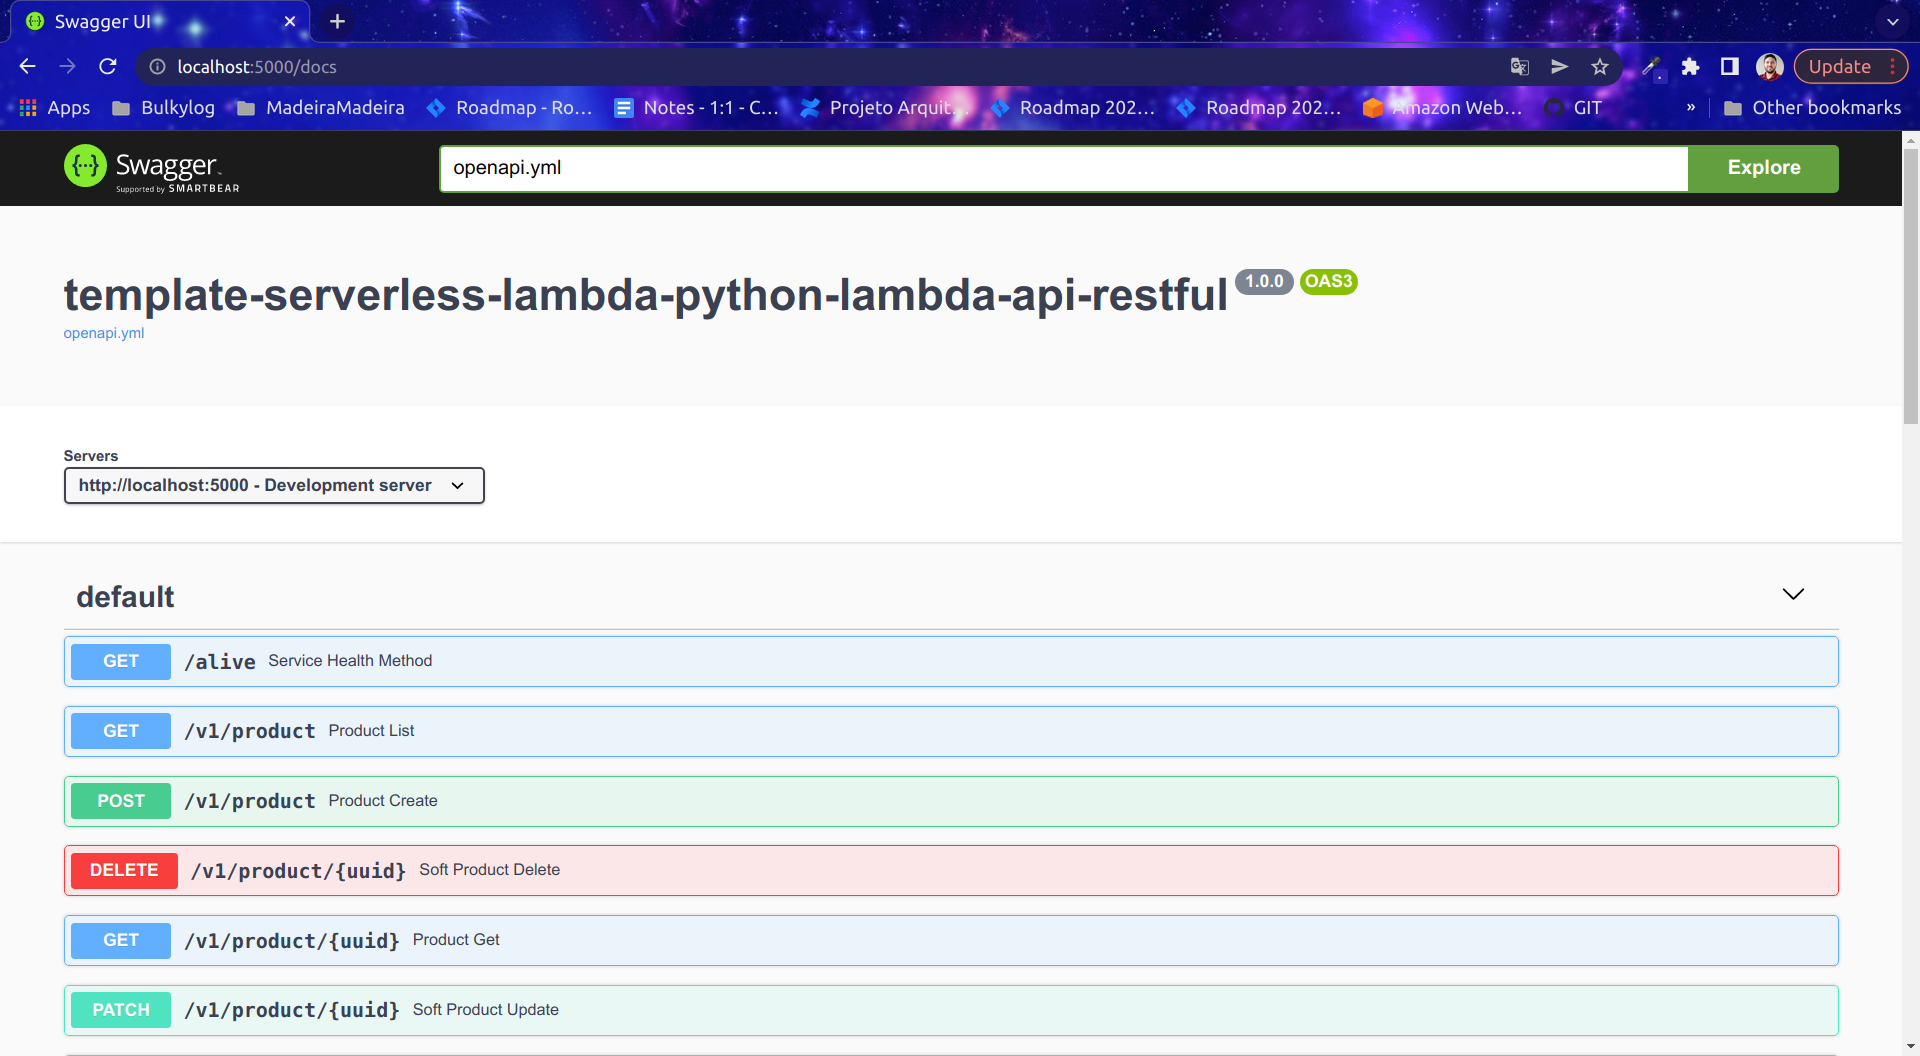 Swagger UI
localhost:5000/docs
Update
Apps
Bulkylog
MadeiraMadeira
Roadmap - Ro...
Notes - 1:1 - C...
Projeto Arquit...
Roadmap 202...
Roadmap 202...
Amazon Web...
GIT
»
Other bookmarks
{...} Swagger.
Supported by SMARTBEAR
openapi.yml
Explore
template-serverless-lambda-python-lambda-api-restful 1.0.0 OAS3
openapi.yml
Servers
http://localhost:5000 - Development server
default
GET /alive Service Health Method
GET /v1/product Product List
POST /v1/product Product Create
DELETE /v1/product/{uuid} Soft Product Delete
GET /v1/product/{uuid} Product Get
PATCH /v1/product/{uuid} Soft Product Update